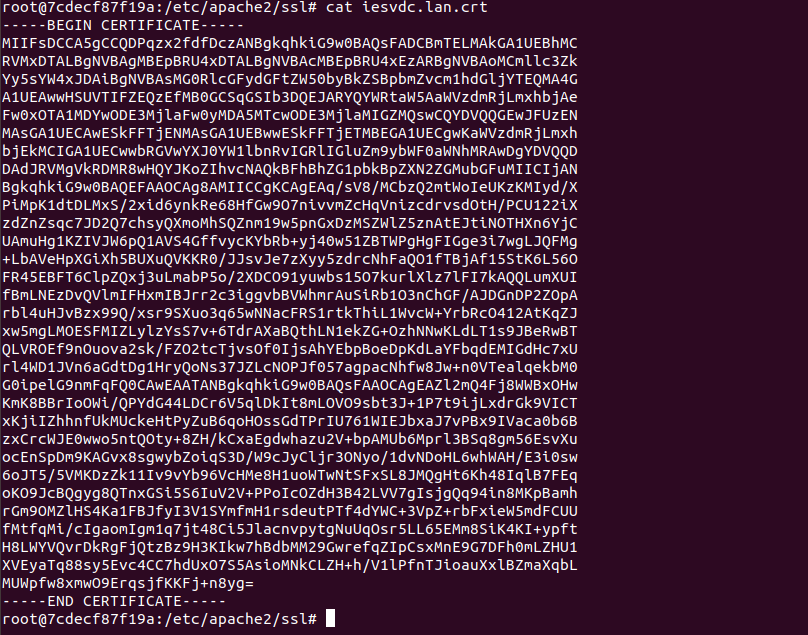 root@7cdecf87f19a:/etc/apache2/ssl# cat iesvdc.lan.crt
-----BEGIN CERTIFICATE-----
MIIFsDCCA5gCCQDPqzx2fdfDczANBgkqhkiG9w0BAQsFADCBmTELMAkGA1UEBhMC
RVMxDTALBgNVBAgMBEpBRU4xDTALBgNVBAcMBEpBRU4xEzARBgNVBAoMCmllc3Zk
Yy5sYW4xJDAiBgNVBAsMG0RlcGFydGFtZW50byBkZSBpbmZvcm1hdGljYTEQMA4G
A1UEAwwHSUVTIFZEQzEfMB0GCSqGSIb3DQEJARYQYWRtaW5AaWVzdmRjLmxhbjAe
Fw0xOTA1MDYwODE3MjlaFw0yMDA5MTcwODE3MjlaMIGZMQswCQYDVQQGEwJFUzEN
MAsGA1UECAwESkFFTjENMAsGA1UEBwwESkFFTjETMBEGA1UECgwKaWVzdmRjLmxh
bjEkMCIGA1UECwwbRGVwYXJ0YW1lbnRvIGRlIGluZm9ybWF0aWNhMRAwDgYDVQQD
DAdJRVMgVkRDMR8wHQYJKoZIhvcNAQkBFhBhZG1pbkBpZXN2ZGMubGFuMIICIjAN
BgkqhkiG9w0BAQEFAAOCAg8AMIICCgKCAgEAq/sV8/MCbzQ2mtWoIeUKzKMIyd/X
PiMpK1dtDLMxS/2xid6ynkRe68HfGw9O7nivvmZcHqVnizcdrvsdOtH/PCU122iX
zdZnZsqc7JD2Q7chsyQXmoMhSQZnm19w5pnGxDzMSZWlZ5znAtEJtiNOTHXn6YjC
UAmuHg1KZIVJW6pQ1AVS4GffvycKYbRb+yj40w51ZBTWPgHgFIGge3i7wgLJQFMg
+LbAVeHpXGiXh5BUXuQVKKR0/JJsvJe7zXyy5zdrcNhFaQO1fTBjAf15StK6L56O
FR45EBFT6ClpZQxj3uLmabP5o/2XDCO91yuwbs15O7kurlXlz7lFI7kAQQLumXUI
fBmLNEzDvQVlmIFHxmIBJrr2c3iggvbBVWhmrAuSiRb1O3nChGF/AJDGnDP2ZOpA
rbl4uHJvBzx99Q/xsr9SXuo3q65wNNacFRS1rtkThiL1WvcW+YrbRcO412AtKqZJ
xw5mgLMOESFMIZLylzYsS7v+6TdrAXaBQthLN1ekZG+OzhNNwKLdLT1s9JBeRwBT
QLVROEf9nOuova2sk/FZO2tcTjvsOf0IjsAhYEbpBoeDpKdLaYFbqdEMIGdHc7xU
rl4WD1JVn6aGdtDg1HryQoNs37JZLcNOPJf057agpacNhfw8Jw+n0VTealqekbM0
G0ipelG9nmFqFQ0CAwEAATANBgkqhkiG9w0BAQsFAAOCAgEAZl2mQ4Fj8WWBxOHw
KmK8BBrIoOWi/QPYdG44LDCr6V5qlDkIt8mLOVO9sbt3J+1P7t9ijLxdrGk9VICT
xKjiIZhhnfUkMUckeHtPyZuB6qoHOssGdTPrIU761WIEJbxaJ7vPBx9IVaca0b6B
zxCrcWJE0wwo5ntQOty+8ZH/kCxaEgdwhazu2V+bpAMUb6Mprl3BSq8gm56EsvXu
ocEnSpDm9KAGvx8sgwybZoiqS3D/W9cJyCljr3ONyo/1dvNDoHL6whWAH/E3i0sw
6oJT5/5VMKDzZk11Iv9vYb96VcHMe8H1uoWTwNtSFxSL8JMQgHt6Kh48IqlB7FEq
oKO9JcBQgyg8QTnxGSi5S6IuV2V+PPoIcOZdH3B42LVV7gIsjgQq94in8MKpBamh
rGm9OMZlHS4Ka1FBJfyI3V1SYmfmH1rsdeutPTf4dYWC+3VpZ+rbFxieW5mdFCUU
fMtfqMi/cIgaomIgm1q7jt48Ci5JlacnvpytgNuUqOsr5LL65EMm8SiK4KI+ypft
H8LWYVQvrDkRgFjQtzBz9H3KIkw7hBdbMM29GwrefqZIpCsxMnE9G7DFh0mLZHU1
XVEyaTq88sy5Evc4CC7hdUxO7S5AsioMNkCLZH+h/V1lPfnTJioauXxlBZmaXqbL
MUWpfw8xmwO9ErqsjfKKFj+n8yg=
-----END CERTIFICATE-----
root@7cdecf87f19a:/etc/apache2/ssl#